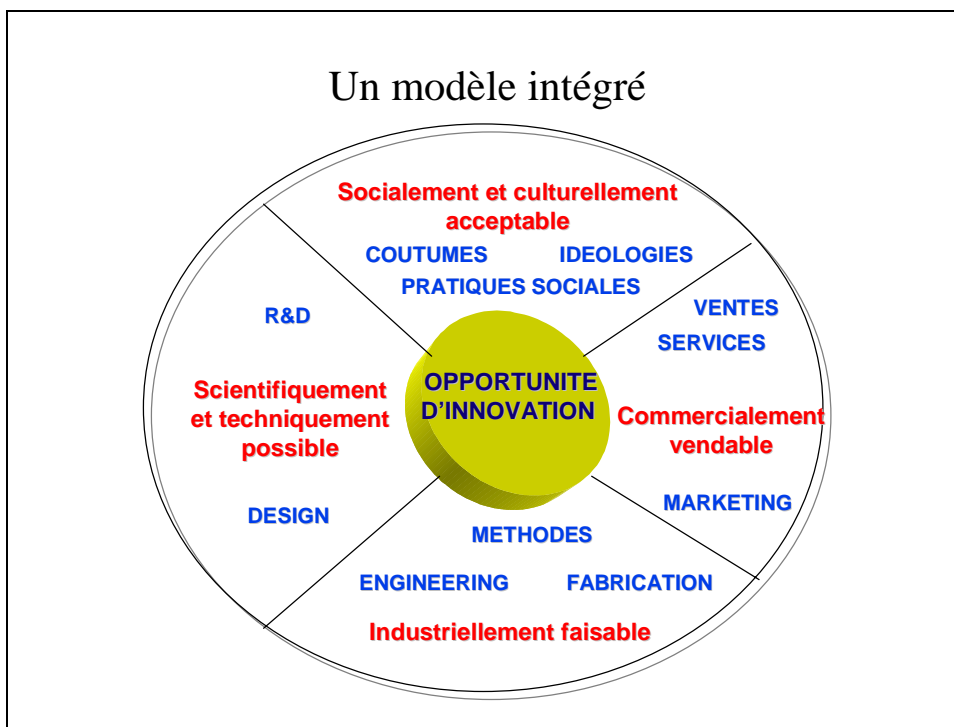 Un modèle intégré
Socialement et culturellement
acceptable
COUTUMES IDEOLOGIES
PRATIQUES SOCIALES
R&D
VENTES
SERVICES
Scientifiquement
et techniquement
possible
OPPORTUNITE
D'INNOVATION
Commercialement
vendable
DESIGN
MARKETING
METHODES
ENGINEERING FABRICATION
Industriellement faisable